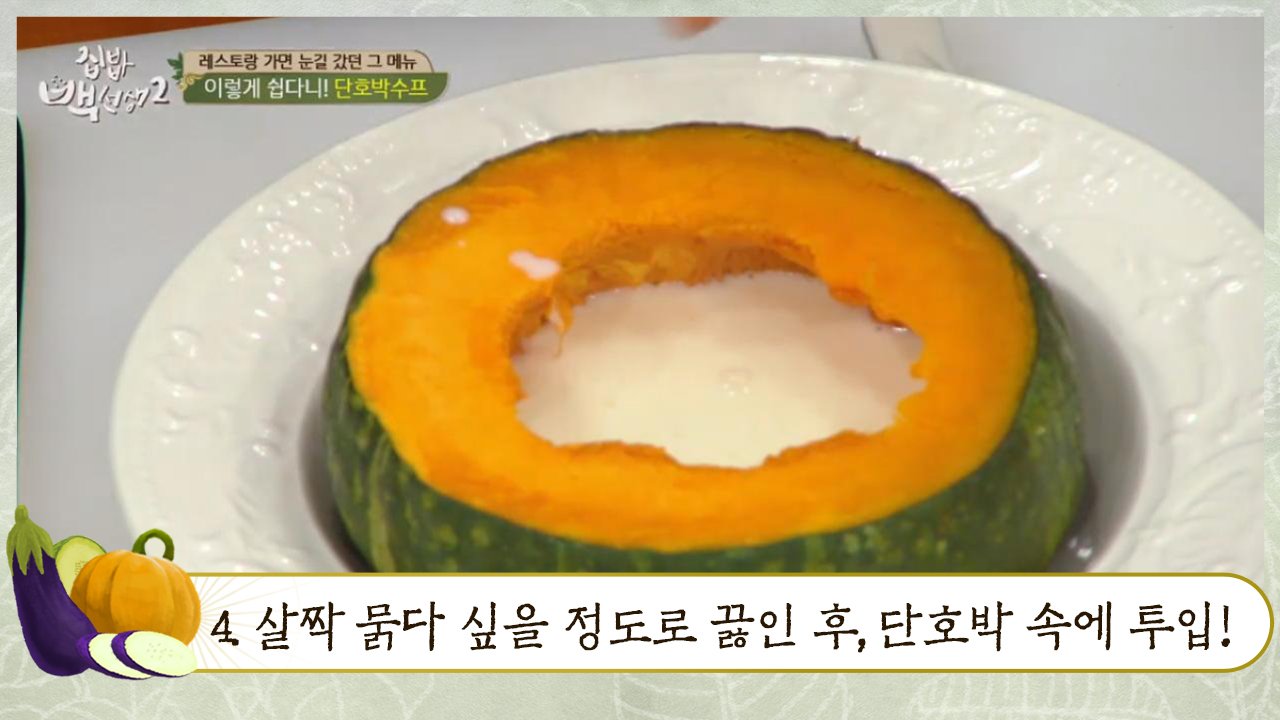 집밥
백선생2
레스토랑 가면 눈길 갔던 그 메뉴
이렇게 쉽다니! 단호박수프
4. 살짝 묽다 싶을 정도로 끓인 후, 단호박 속에 투입!